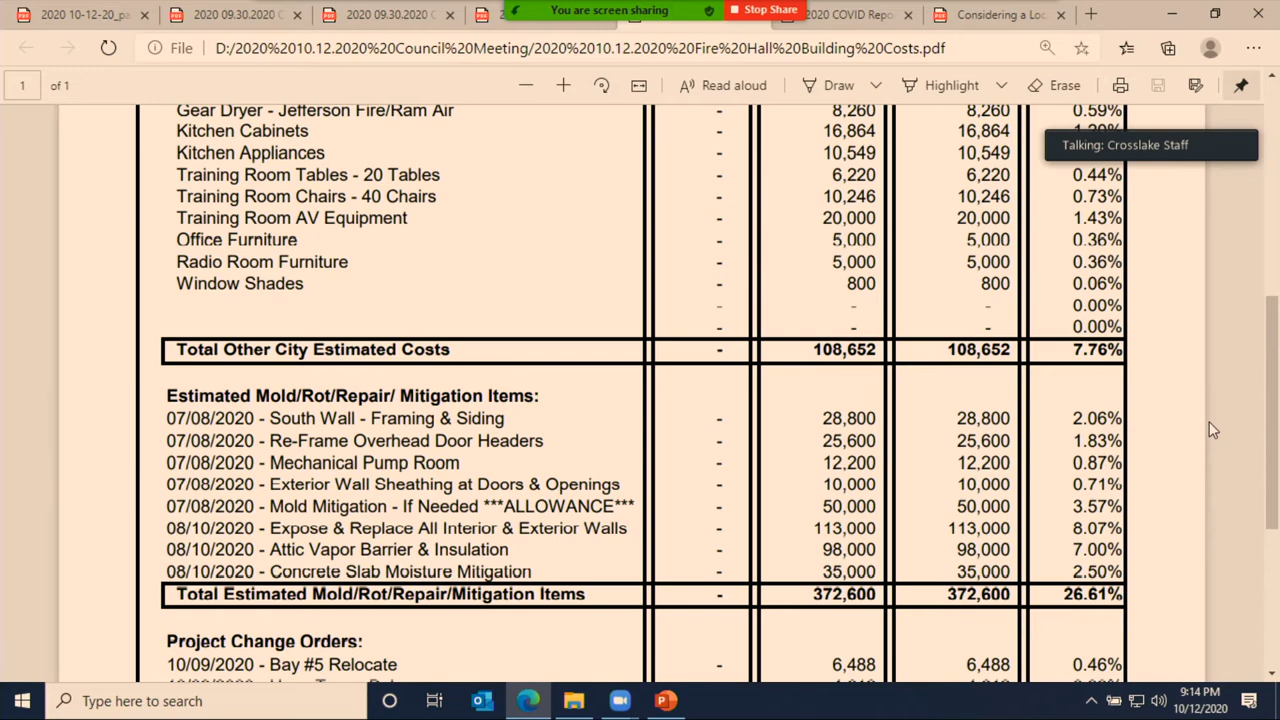 2020 10-12-20_pa
2020 09.30.2020 C
2020 09.30.2020 C
2
You are screen sharing
Stop Share
2020 COVID Repo
Considering a Loc
File
D:/2020%2010.12.2020%20Council%20Meeting/2020%2010.12.2020%20Fire%20Hall%20Building%20Costs.pdf
1 of 1
Read aloud
Draw
Highlight
Erase
Gear Dryer - Jefferson Fire/Ram Air - 8,260 8,260 0.59%
Kitchen Cabinets - 16,864 16,864
Talking: Crosslake Staff
Kitchen Appliances - 10,549 10,549
Training Room Tables - 20 Tables - 6,220 6,220 0.44%
Training Room Chairs - 40 Chairs - 10,246 10,246 0.73%
Training Room AV Equipment - 20,000 20,000 1.43%
Office Furniture - 5,000 5,000 0.36%
Radio Room Furniture - 5,000 5,000 0.36%
Window Shades - 800 800 0.06%
- - 0.00%
- - - 0.00%
Total Other City Estimated Costs - 108,652 108,652 7.76%
Estimated Mold/Rot/Repair/ Mitigation Items:
07/08/2020 - South Wall - Framing & Siding - 28,800 28,800 2.06%
07/08/2020 - Re-Frame Overhead Door Headers - 25,600 25,600 1.83%
07/08/2020 - Mechanical Pump Room - 12,200 12,200 0.87%
07/08/2020 - Exterior Wall Sheathing at Doors & Openings - 10,000 10,000 0.71%
07/08/2020 - Mold Mitigation - If Needed ***ALLOWANCE*** - 50,000 50,000 3.57%
08/10/2020 - Expose & Replace All Interior & Exterior Walls - 113,000 113,000 8.07%
08/10/2020 - Attic Vapor Barrier & Insulation - 98,000 98,000 7.00%
08/10/2020 - Concrete Slab Moisture Mitigation - 35,000 35,000 2.50%
Total Estimated Mold/Rot/Repair/Mitigation Items - 372,600 372,600 26.61%
Project Change Orders:
10/09/2020 - Bay #5 Relocate - 6,488 6,488 0.46%
Type here to search
9:14 PM
10/12/2020